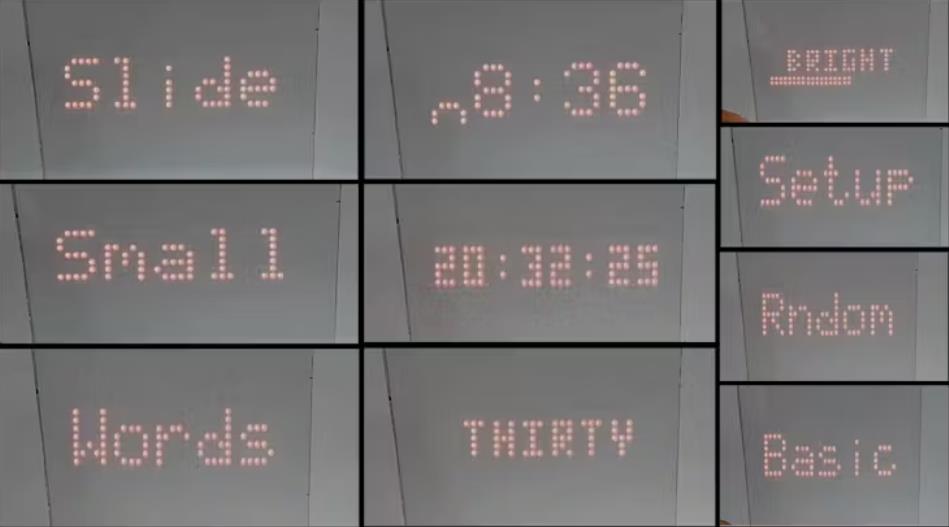 Slide
8:36
BRIGHT
Setup
Small
20:32:25
Rndom
Words
THIRTY
Basic